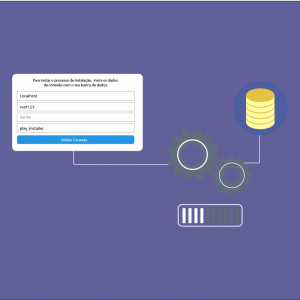 Para iniciar o processo de instalação, insira os dados
de conexão com o seu banco de dados.
Localhost
root123
Senha
play_installer
Validar Conexão